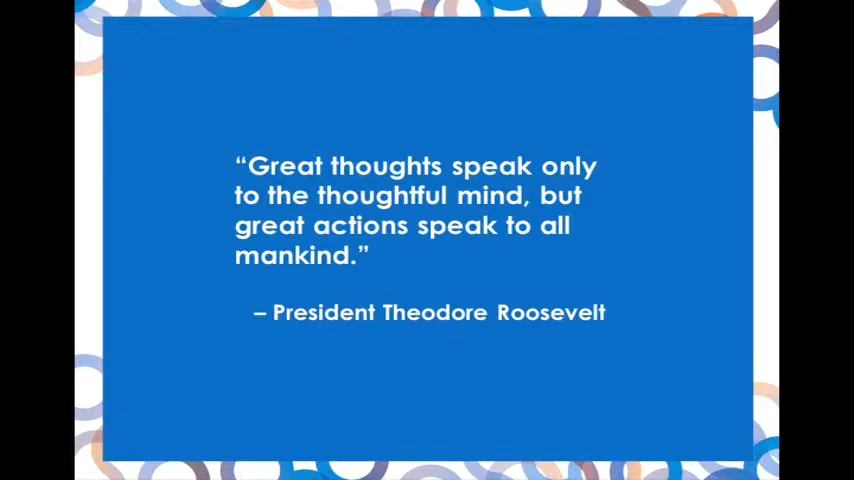 “Great thoughts speak only
to the thoughtful mind, but
great actions speak to all
mankind.”
– President Theodore Roosevelt